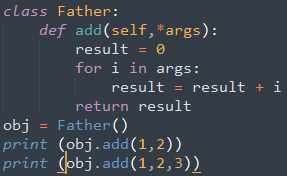 class Father:
    def add(self,*args):
        result = 0
        for i in args:
            result = result + i
        return result
obj = Father()
print (obj.add(1,2))
print (obj.add(1,2,3))